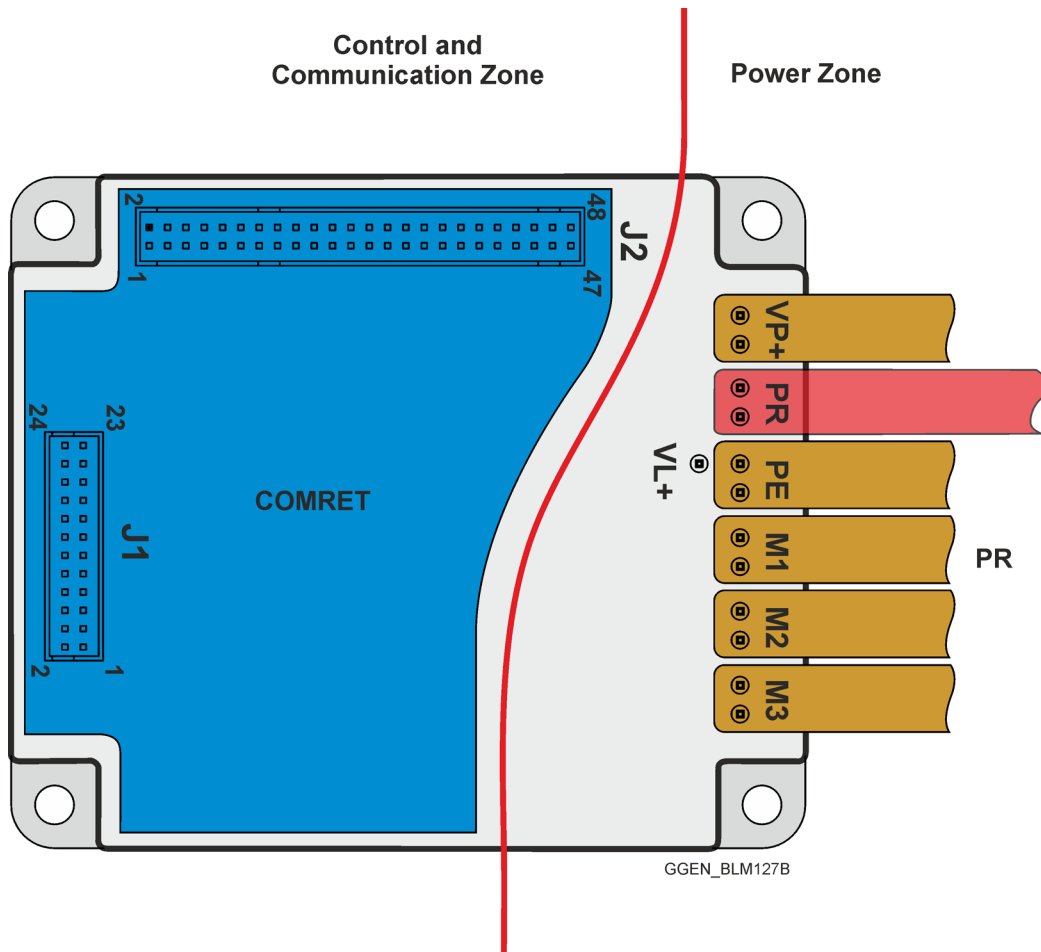 Control and
Communication Zone
Power Zone
2
48
J2
1
47
VP+
PR
24
23
VL+
PE
COMRET
J1
M1
PR
M2
2
1
M3
GGEN_BLM127B